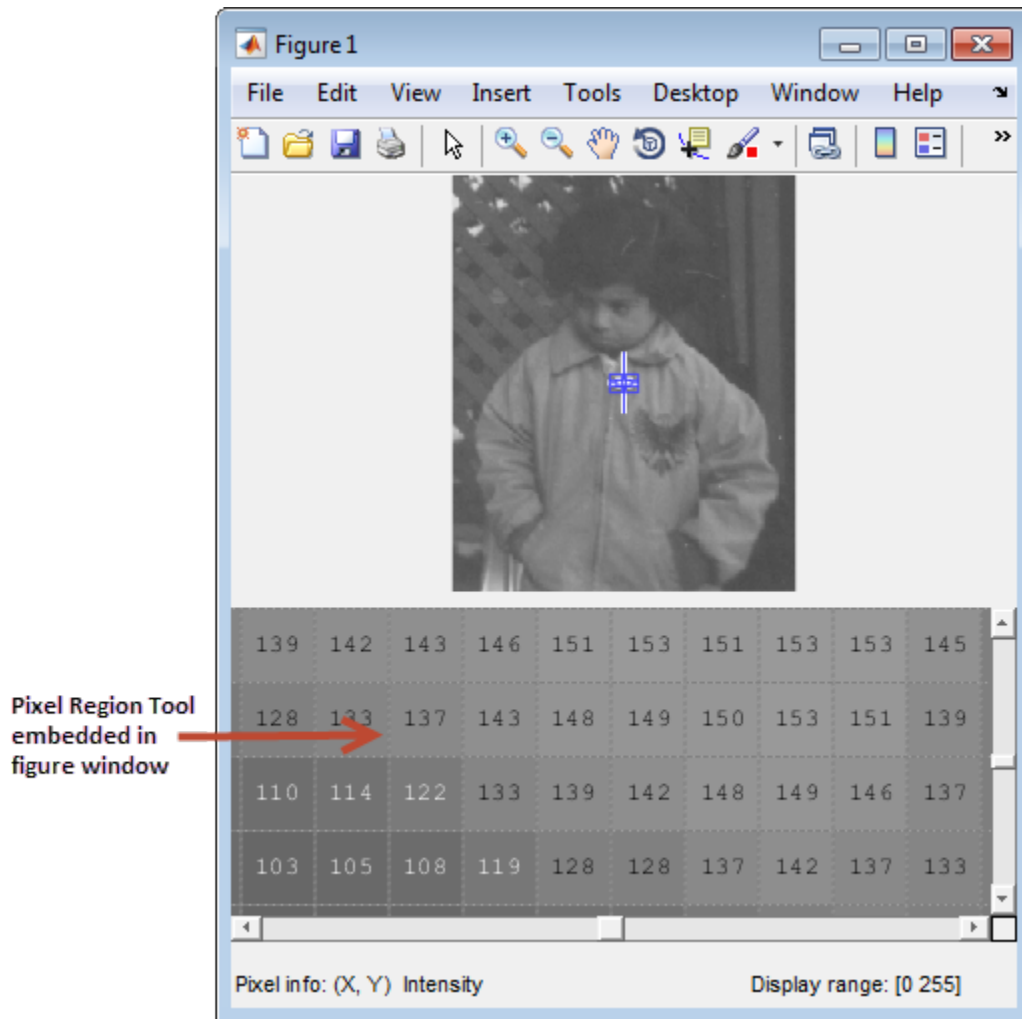 Figure 1
File Edit View Insert Tools Desktop Window Help
139 142 143 146 151 153 151 153 153 145
Pixel Region Tool
embedded in
figure window
128 133 137 143 148 149 150 153 151 139
110 114 122 133 139 142 148 149 146 137
103 105 108 119 128 128 137 142 137 133
Pixel info: (X, Y) Intensity
Display range: [0 255]